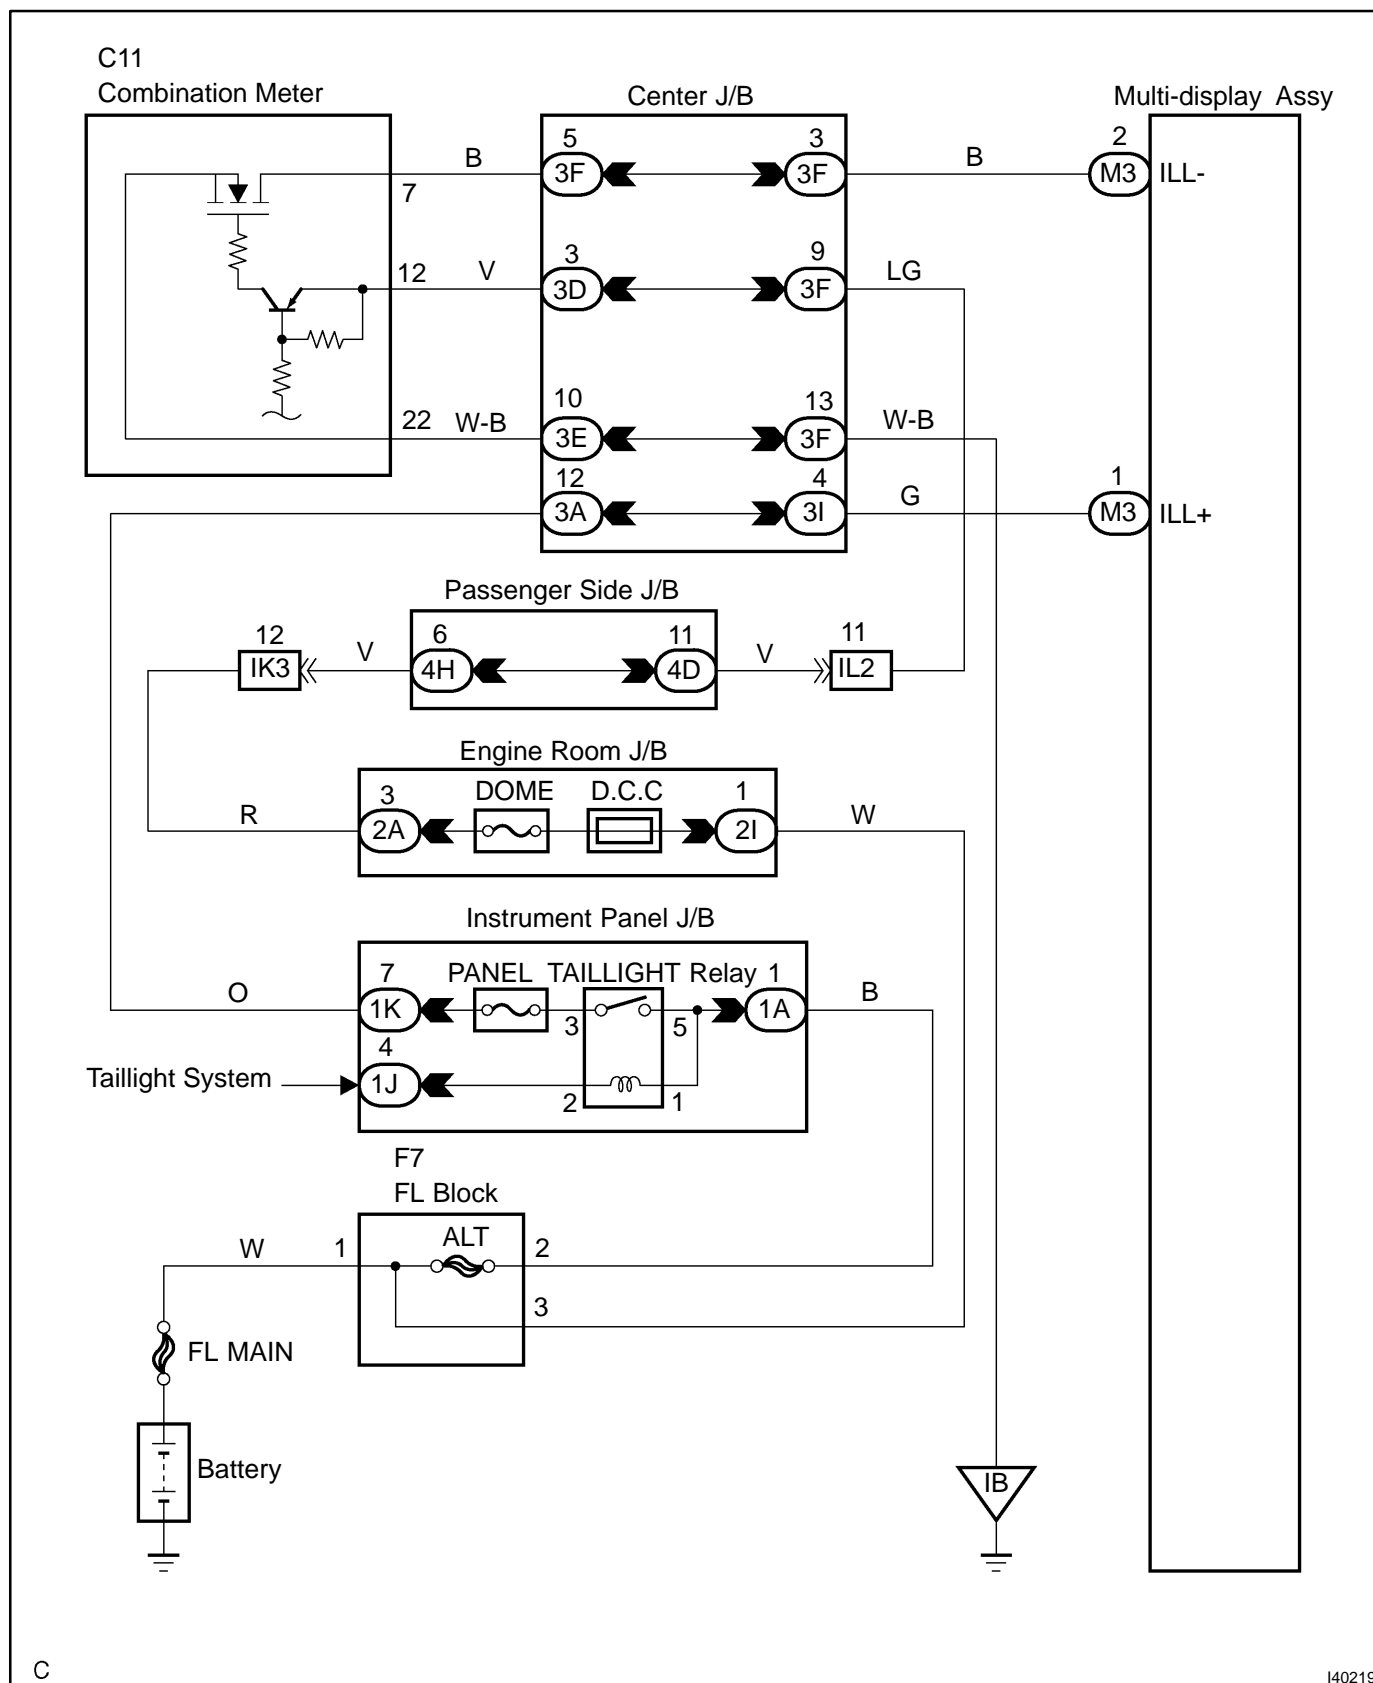 C11
Combination Meter
Center J/B
Multi-display Assy
5
3
2
B
3F
3F
B
M3
ILL-
7
3
9
12
V
3D
3F
LG
10
13
22
W-B
3E
3F
W-B
12
4
1
3A
3I
G
M3
ILL+
Passenger Side J/B
12
6
11
11
IK3
V
4H
4D
V
IL2
Engine Room J/B
3
DOME
D.C.C
1
R
2A
2I
W
Instrument Panel J/B
7
PANEL
TAILLIGHT Relay
1
O
1K
3
5
1A
B
4
Taillight System
1J
2
1
F7
FL Block
W
1
ALT
2
3
FL MAIN
Battery
IB
C
I40219